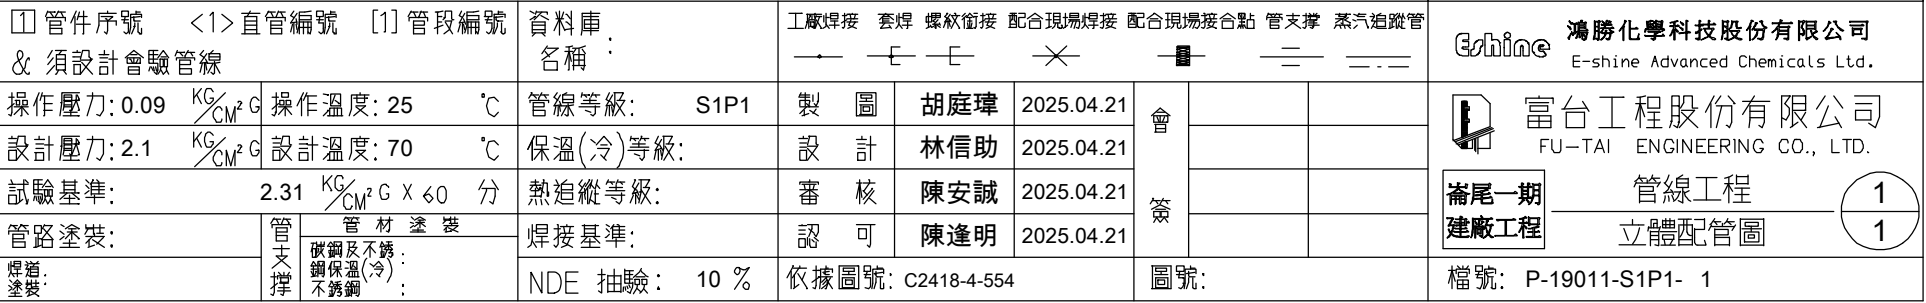 1 管件序號 <1>直管編號 [1]管段編號
& 須設計會驗管線
資料庫名稱:
工廠焊接 套焊 螺紋銜接 配合現場焊接 配合現場接合點 管支撐 蒸汽追蹤管
Eshine 鴻勝化學科技股份有限公司
E-shine Advanced Chemicals Ltd.
操作壓力: 0.09 KG/CM² G 操作溫度: 25 °C 管線等級: S1P1 製圖 胡庭瑋 2025.04.21
設計壓力: 2.1 KG/CM² G 設計溫度: 70 °C 保溫(冷)等級: 設計 林信助 2025.04.21
試驗基準: 2.31 KG/CM² G X 60 分 熱追縱等級: 審核 陳安誠 2025.04.21
管路塗裝: 管支撐 管材塗裝 焊接基準: 認可 陳逢明 2025.04.21
碳鋼及不銹鋼保溫(冷):
不銹鋼:
焊道塗裝:
NDE 抽驗: 10 % 依據圖號: C2418-4-554 圖號:
會簽
富台工程股份有限公司
FU-TAI ENGINEERING CO., LTD.
崙尾一期建廠工程
管線工程
立體配管圖
1
1
檔號: P-19011-S1P1- 1